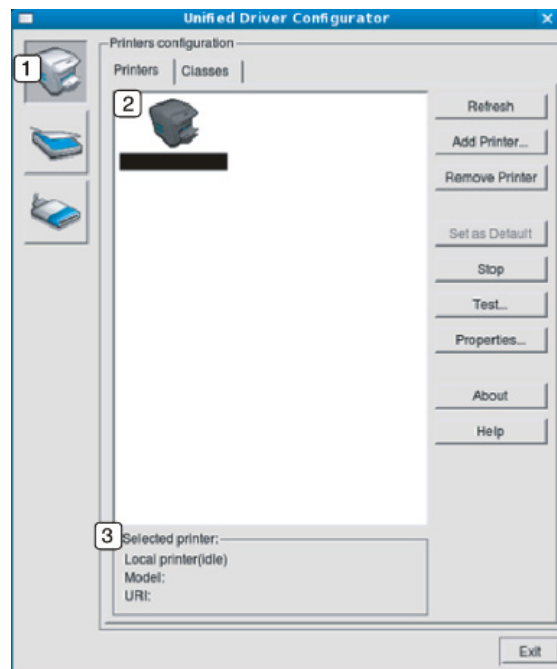 Unified Driver Configurator
Printers configuration
1
Printers
Classes
2
Refresh
Add Printer...
Remove Printer
Set as Default
Stop
Test...
Properties...
About
Help
3
Selected printer:
Local printer(idle)
Model:
URI:
Exit